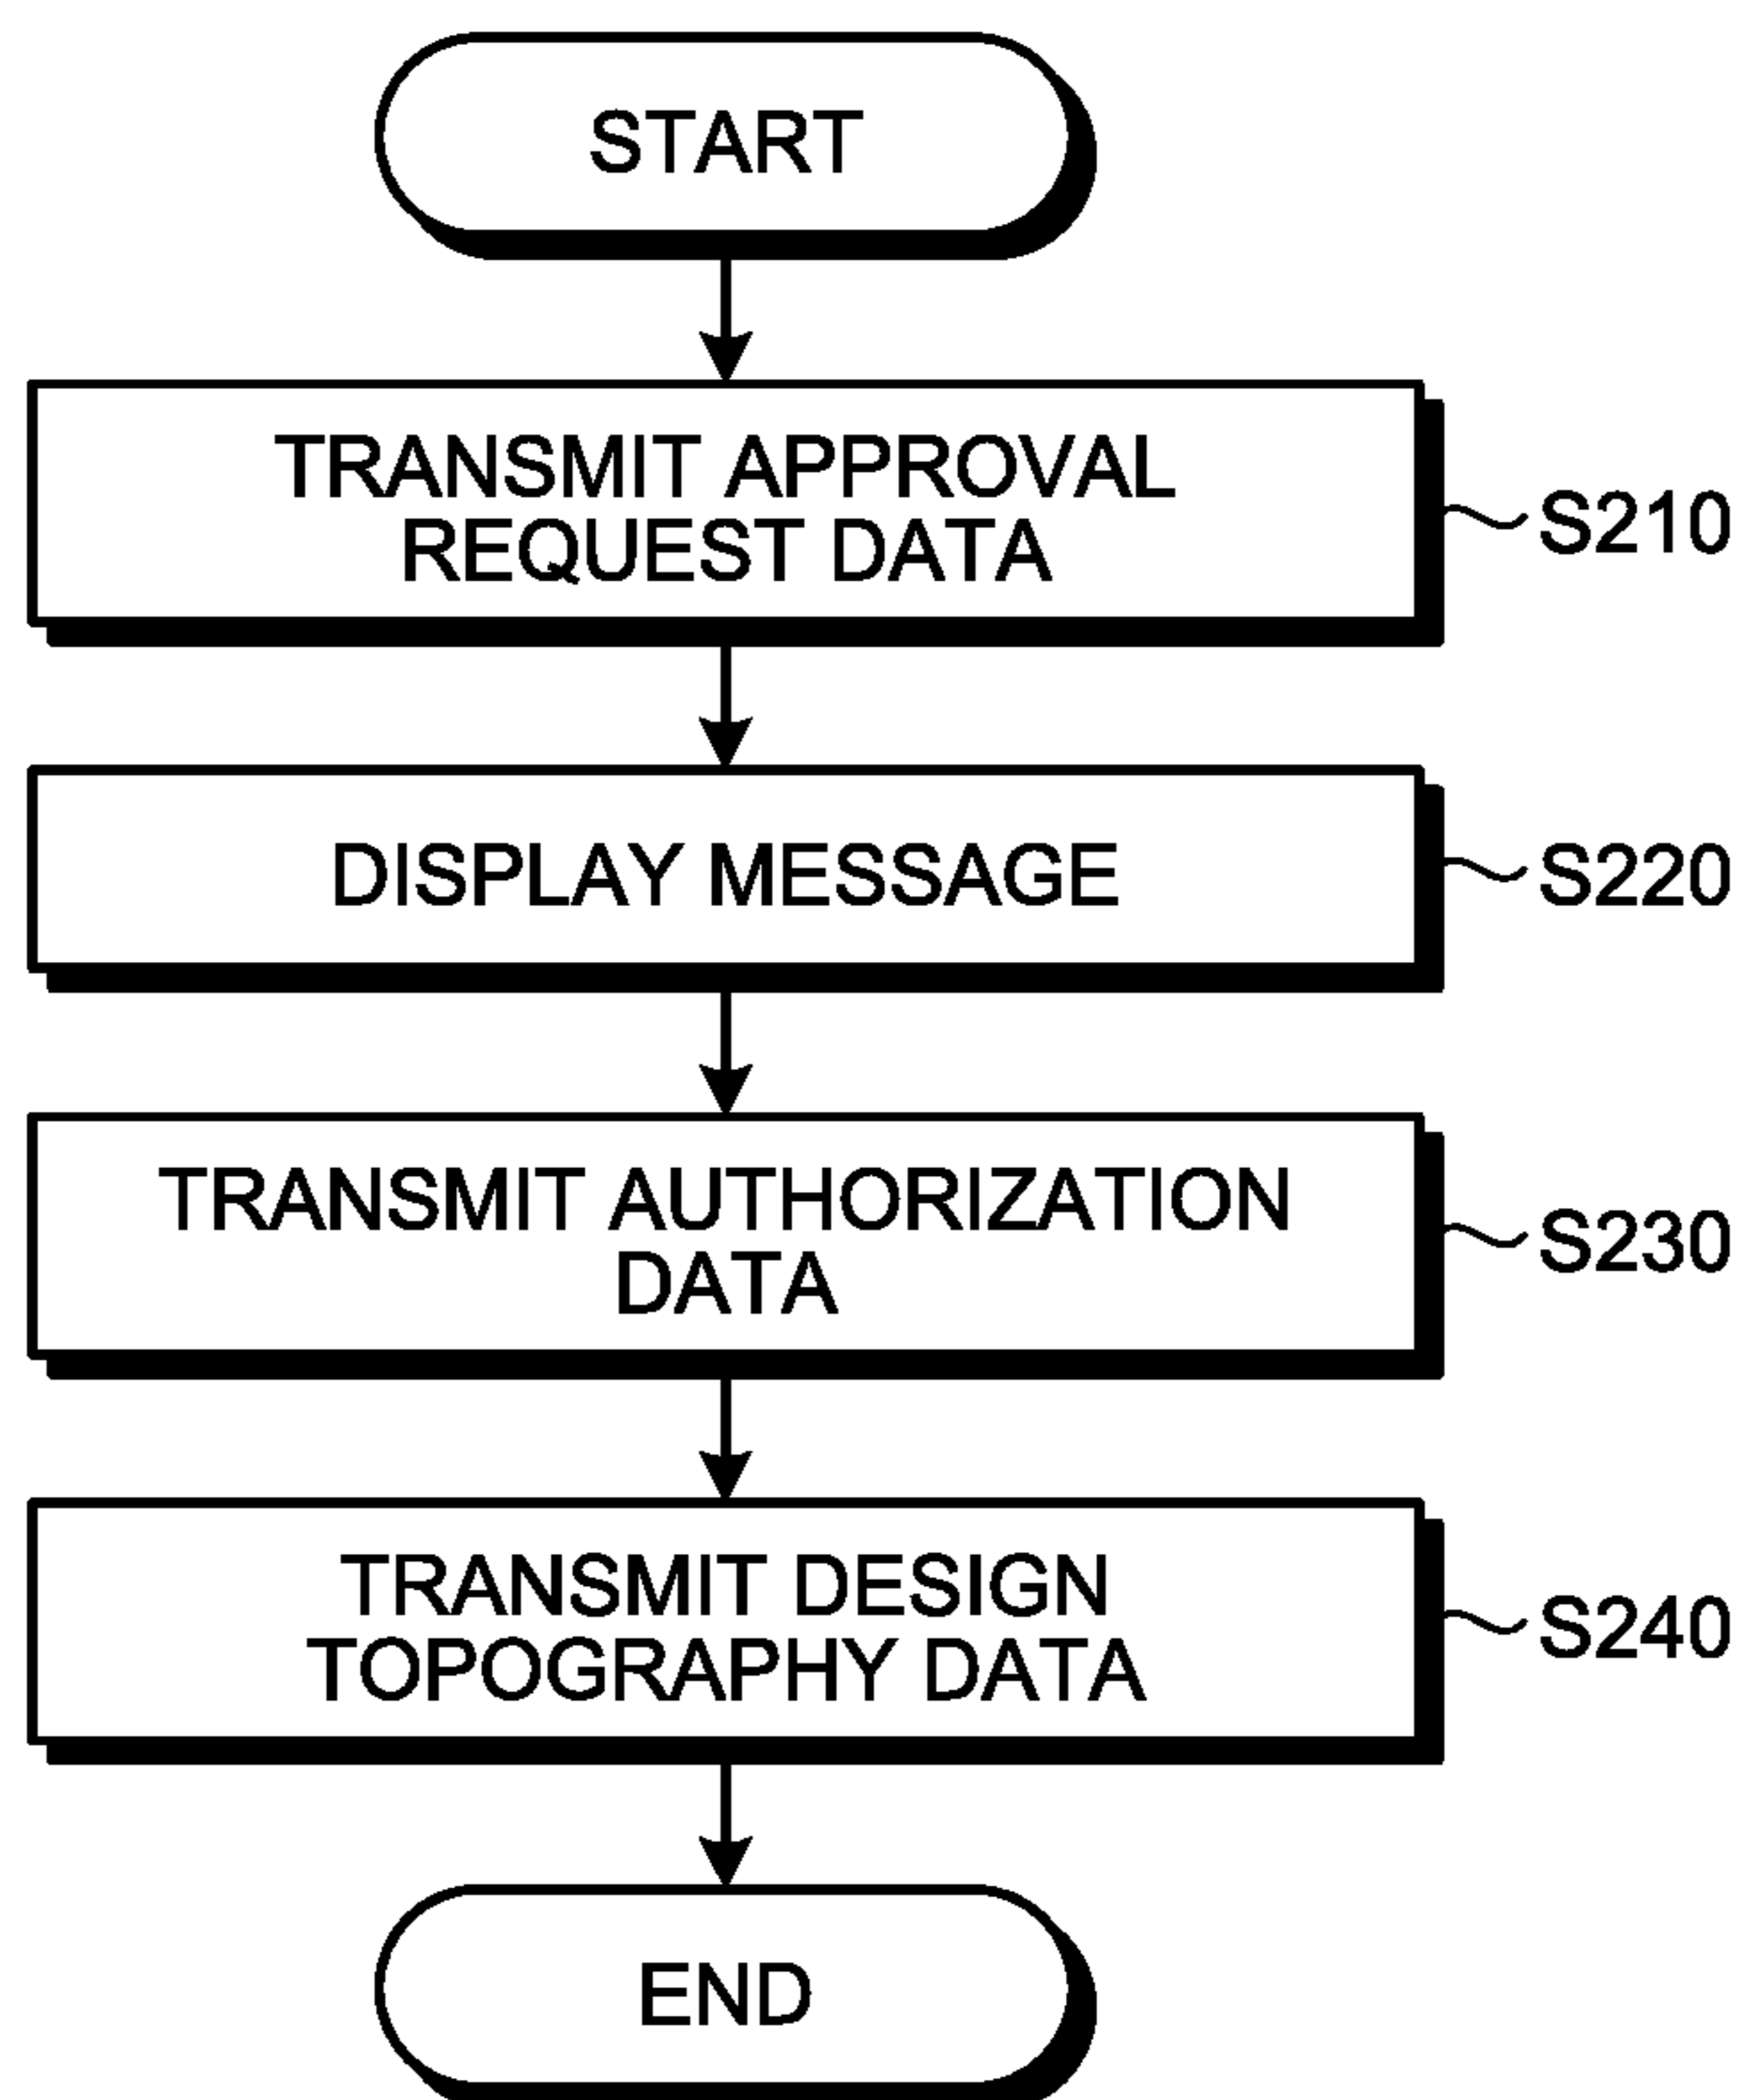 START
TRANSMIT APPROVAL
REQUEST DATA
S210
DISPLAY MESSAGE
S220
TRANSMIT AUTHORIZATION
DATA
S230
TRANSMIT DESIGN
TOPOGRAPHY DATA
S240
END